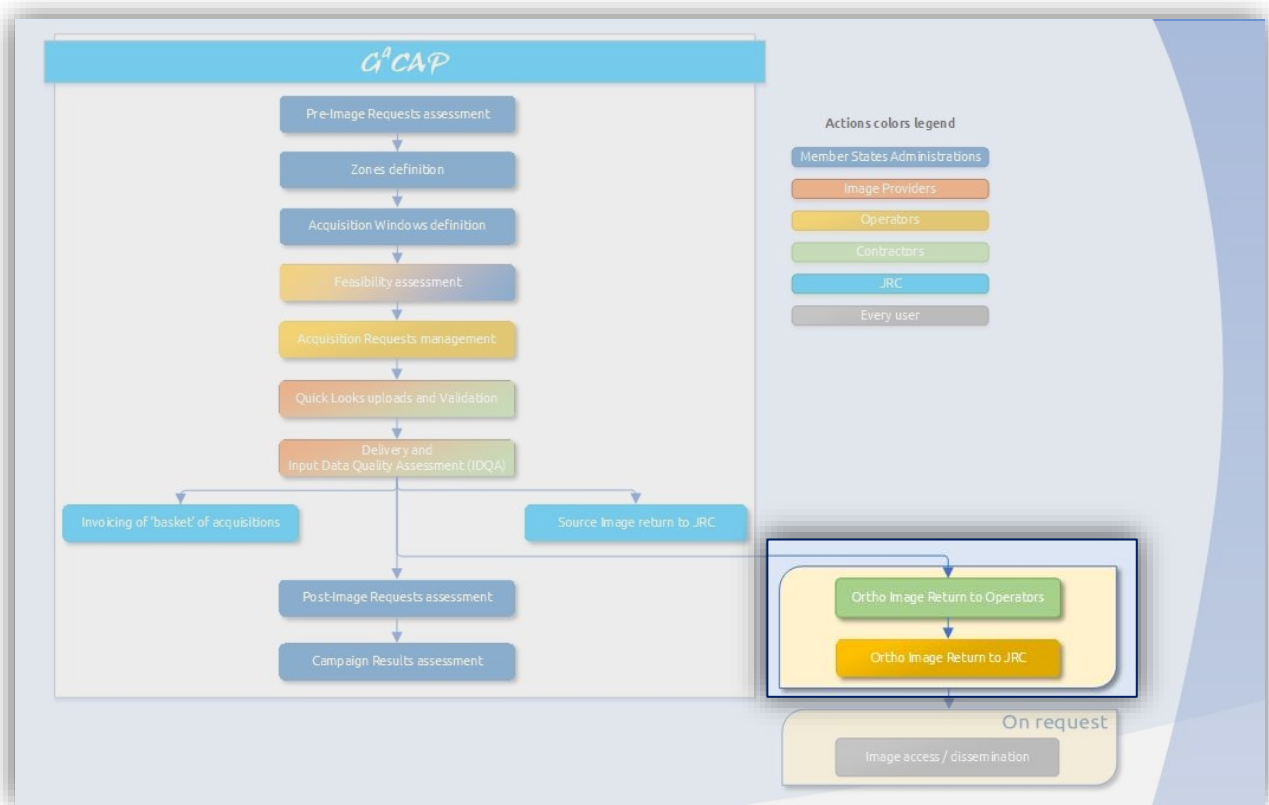 G⁴CAP
Pre-Image Requests assessment
Zones definition
Acquisition Windows definition
Feasibility assessment
Acquisition Requests management
Quick Looks uploads and Validation
Delivery and
Input Data Quality Assessment (IDQA)
Invoicing of 'basket' of acquisitions
Source Image return to JRC
Post-Image Requests assessment
Campaign Results assessment
Actions colors legend
Member States Administrations
Image Providers
Operators
Contractors
JRC
Every user
Ortho Image Return to Operators
Ortho Image Return to JRC
On request
Image access / dissemination